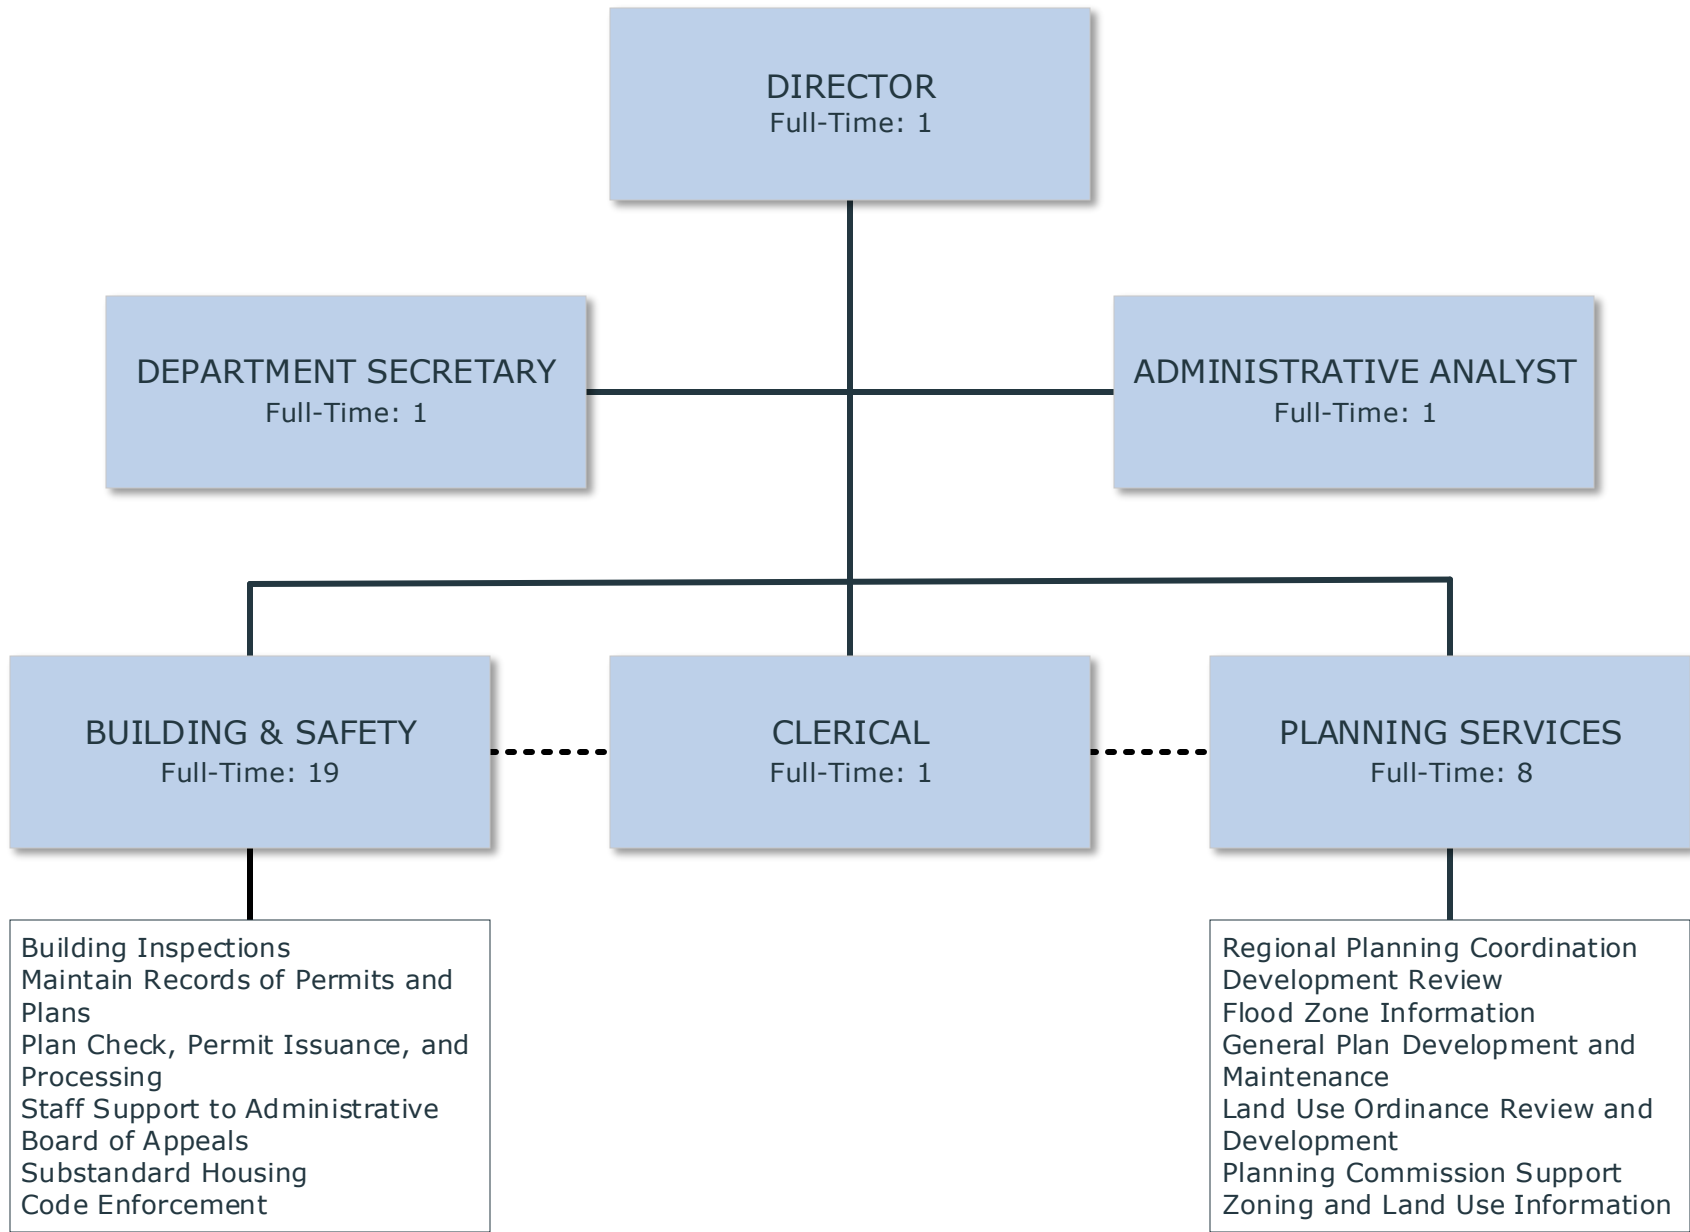 DIRECTOR
Full-Time: 1
DEPARTMENT SECRETARY
Full-Time: 1
ADMINISTRATIVE ANALYST
Full-Time: 1
BUILDING & SAFETY
Full-Time: 19
CLERICAL
Full-Time: 1
PLANNING SERVICES
Full-Time: 8
Building Inspections
Maintain Records of Permits and
Plans
Plan Check, Permit Issuance, and
Processing
Staff Support to Administrative
Board of Appeals
Substandard Housing
Code Enforcement
Regional Planning Coordination
Development Review
Flood Zone Information
General Plan Development and
Maintenance
Land Use Ordinance Review and
Development
Planning Commission Support
Zoning and Land Use Information